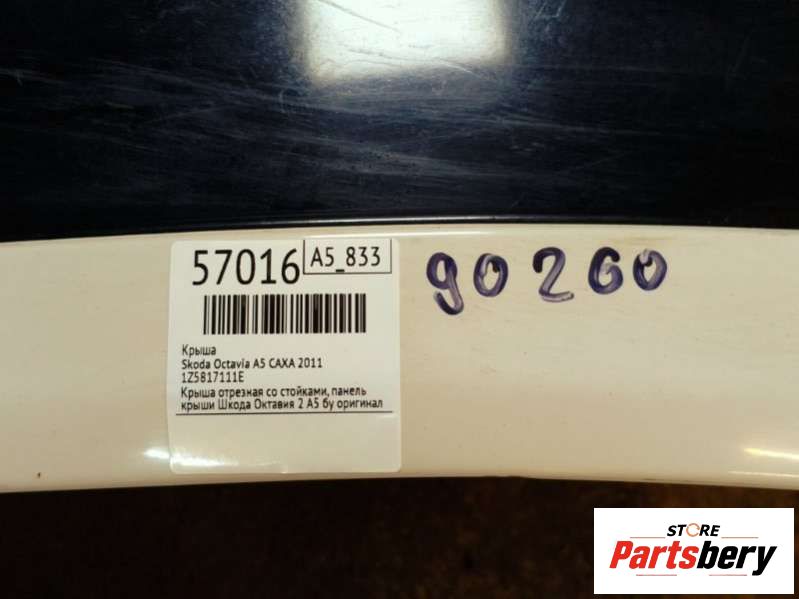 57016
A5_833
90260
Крыша
Skoda Octavia A5 CAXA 2011
1Z5817111E
Крыша отрезная со стойками, панель
крыши Шкода Октавия 2 А5 бу оригинал
STORE
Partsbery